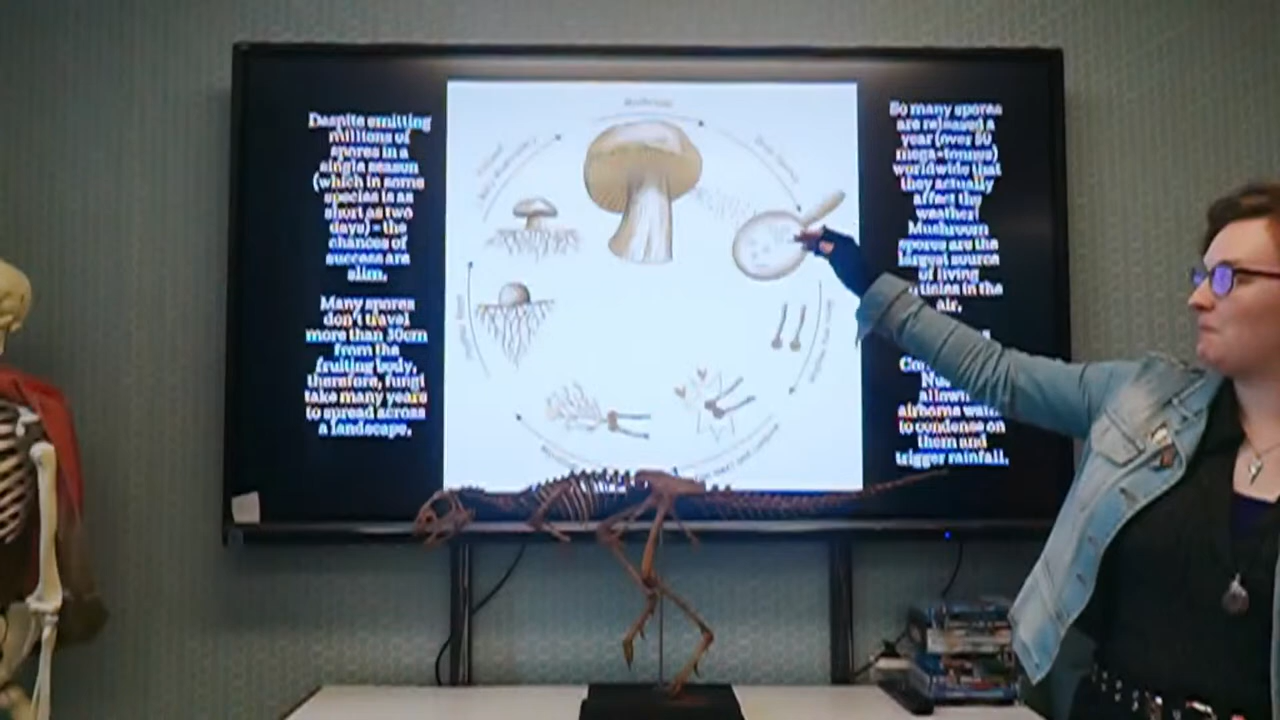 Despite emitting
millions of
spores in a
single season
(which in some
species is as
short as two
days) - the
chances of
success are
slim.
Many spores
don't travel
more than 30cm
from the
fruiting body,
therefore, fungi
take many years
to spread across
a landscape.
So many spores
are released a
year (over 50
mega-tonnes)
worldwide that
they actually
affect the
weather!
Mushroom
spores are the
largest source
of living
in the
air.
allow
airborne
to condense on
them and
trigger rainfall.